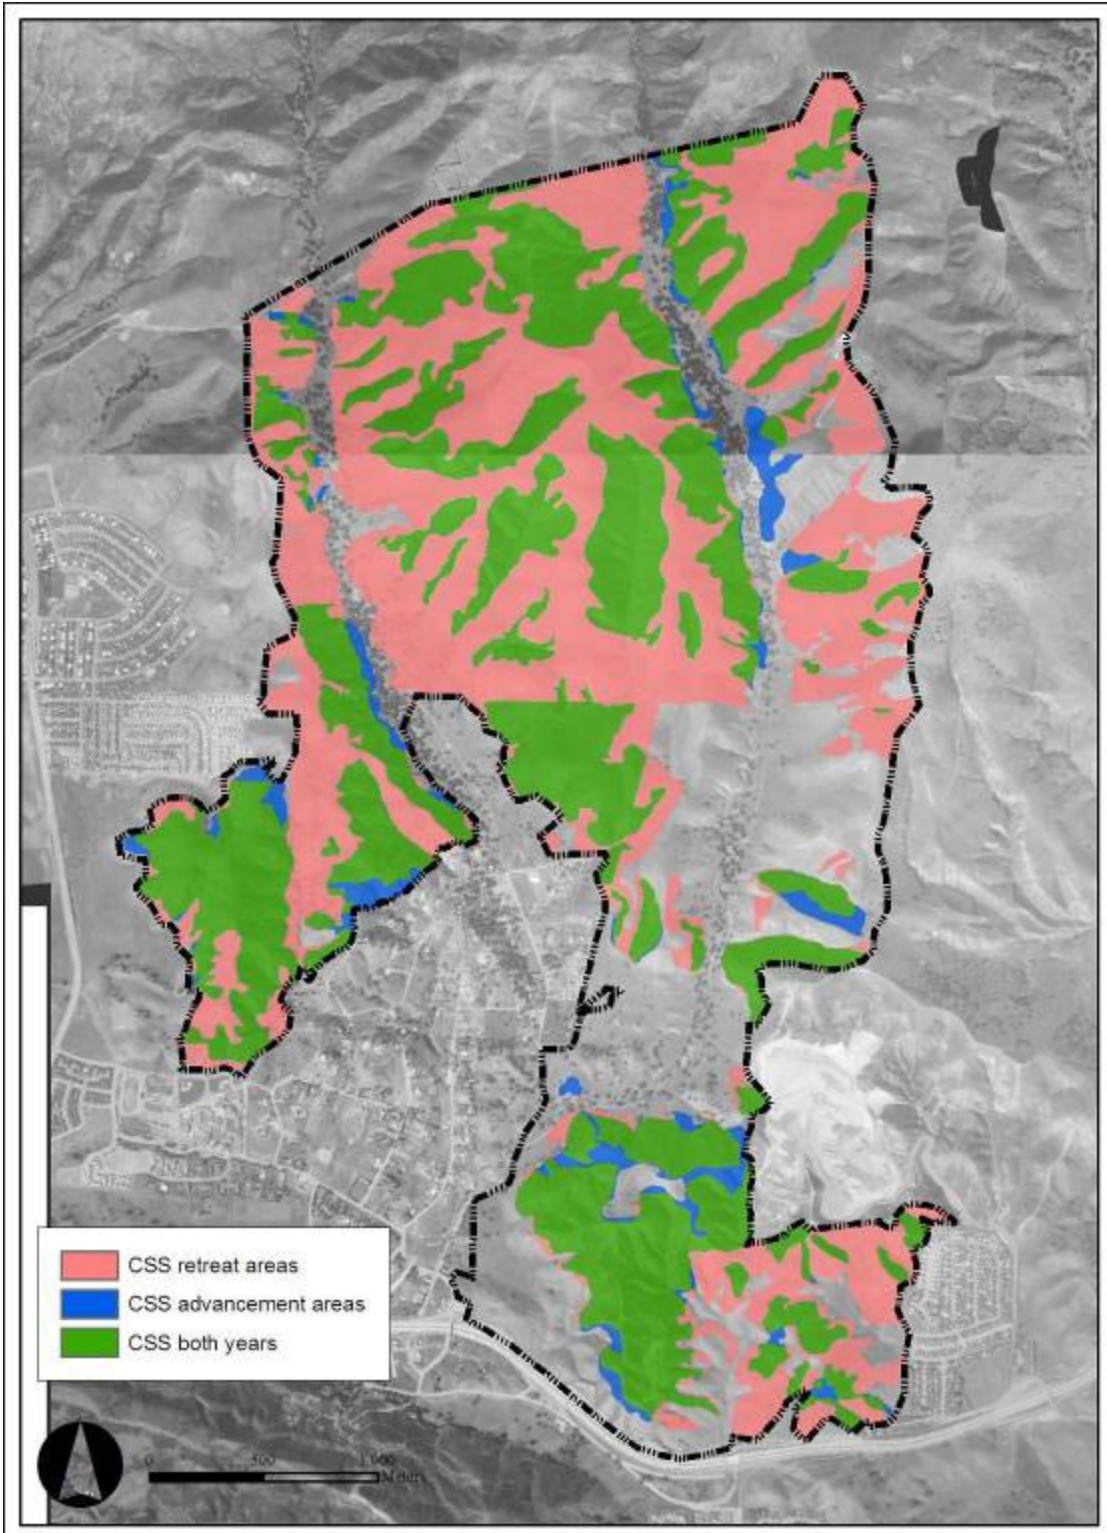 CSS retreat areas
CSS advancement areas
CSS both years
0 500 1,000
Meters